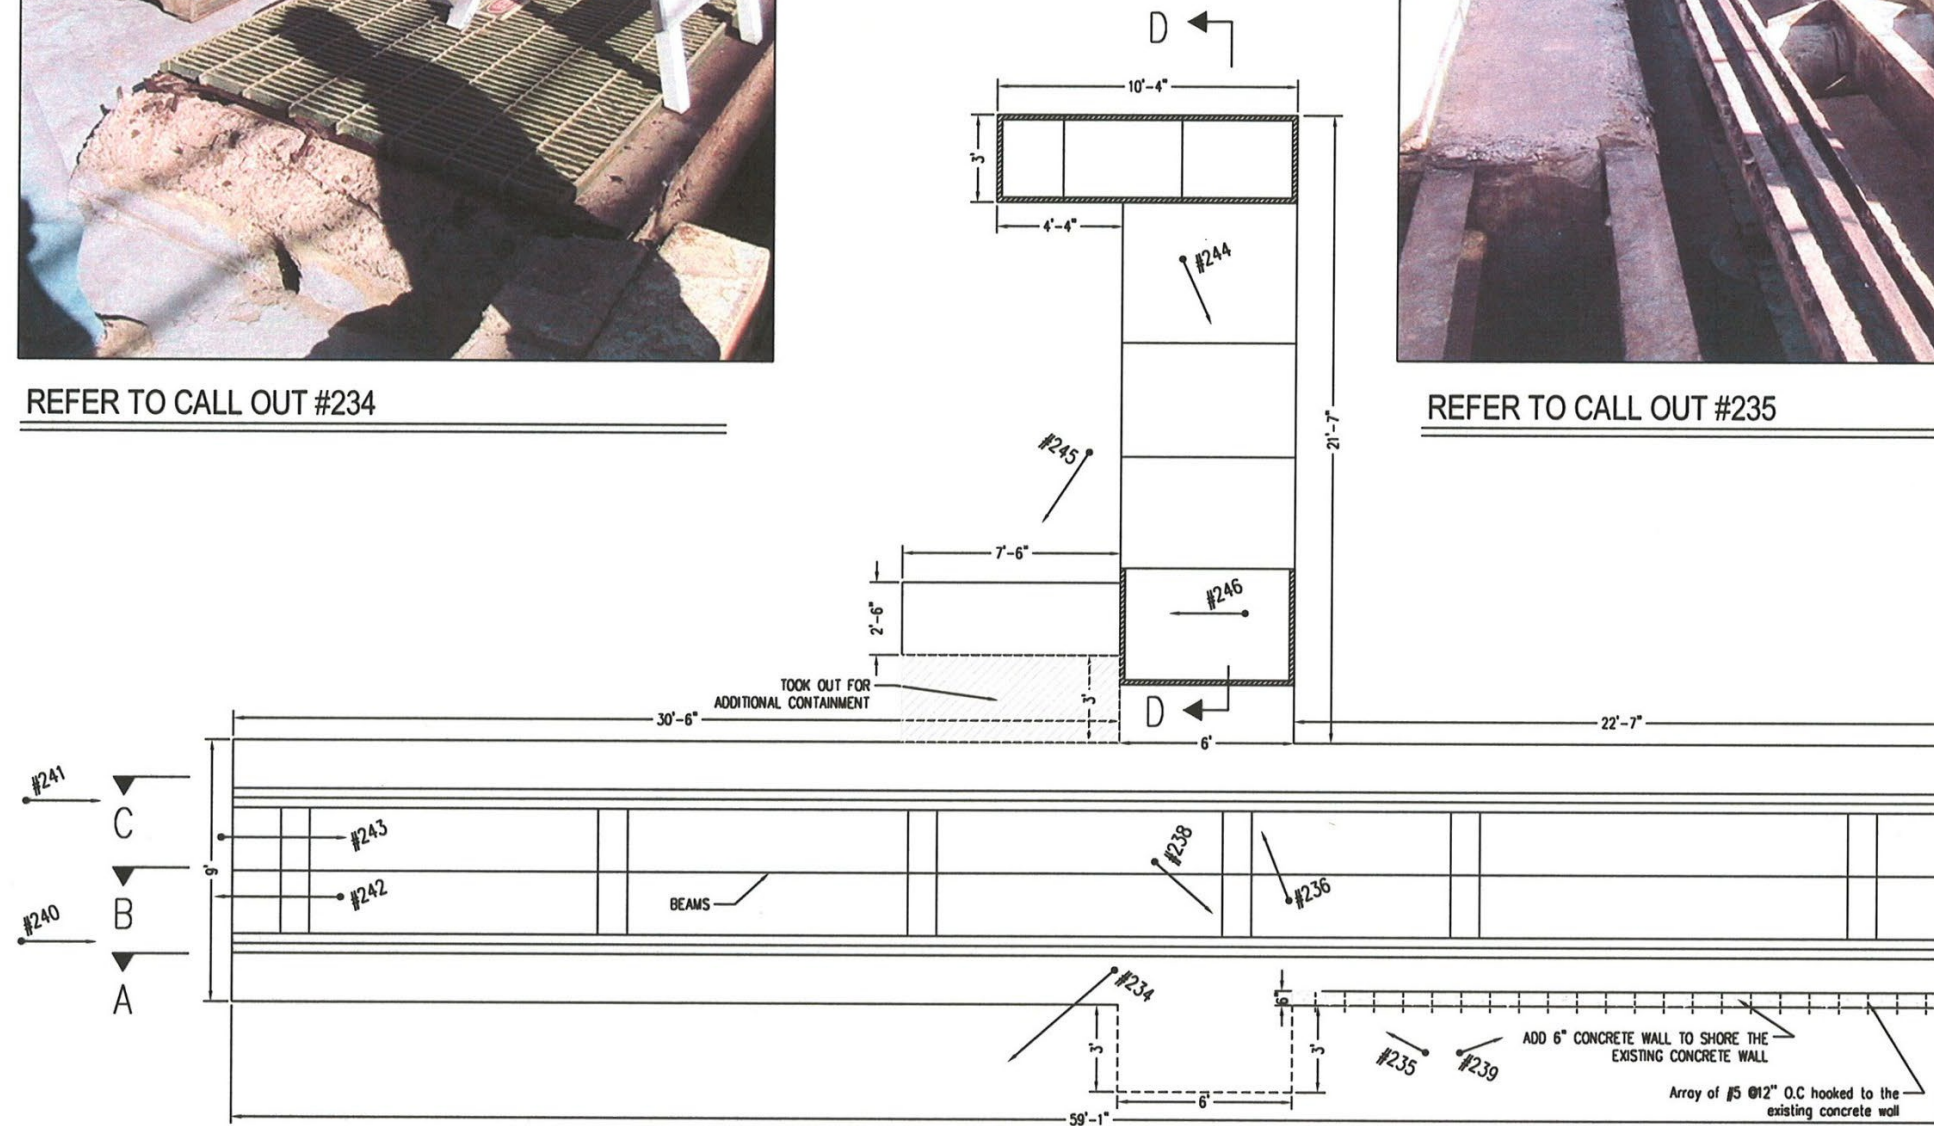 D
10'-4"
3'
4'-4"
#244
REFER TO CALL OUT #234
REFER TO CALL OUT #235
21'-7"
#245
7'-6"
2'-6"
#246
TOOK OUT FOR
ADDITIONAL CONTAINMENT
3'
D
30'-6"
22'-7"
6'
#241
C
#243
9'
#238
B
#242
#236
BEAMS
#240
A
#234
6"
3'
3'
ADD 6" CONCRETE WALL TO SHORE THE
EXISTING CONCRETE WALL
#235
#239
Array of #5 @12" O.C hooked to the
existing concrete wall
6'
59'-1"